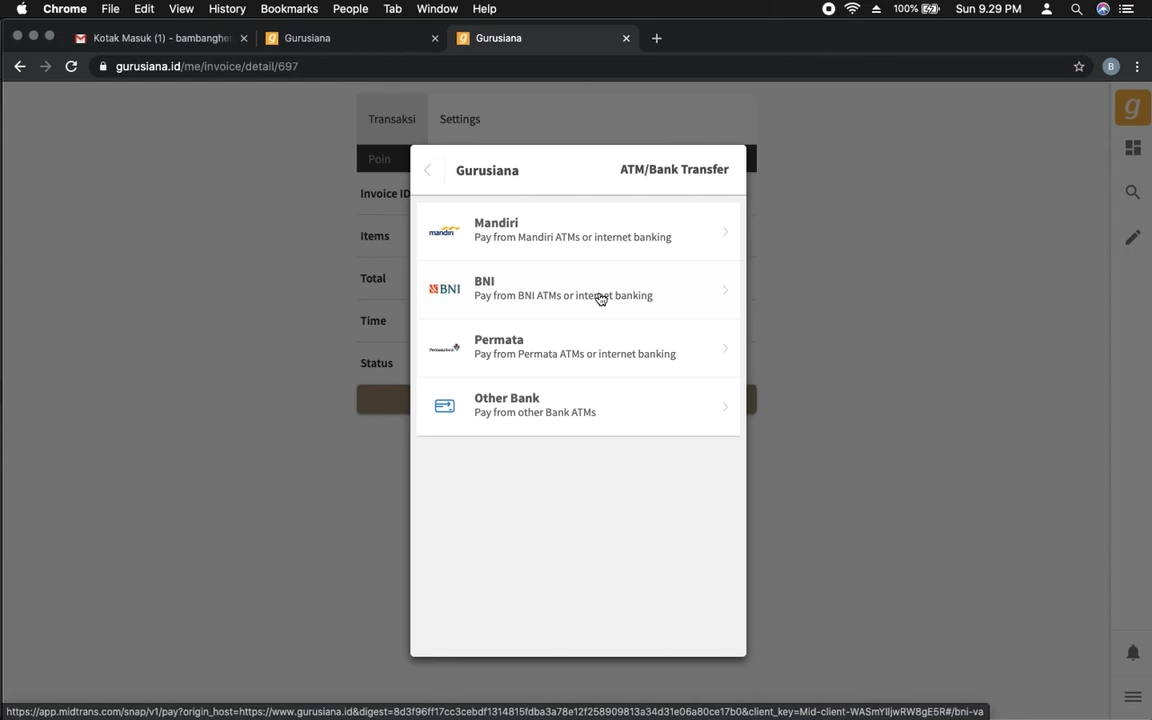 Chrome File Edit View History Bookmarks People Tab Window Help 100% Sun 9.29 PM
Kotak Masuk (1) - bambanghe
Gurusiana
Gurusiana
gurusiana.id/me/invoice/detail/697
B
g
Transaksi Settings
Poin
Invoice ID
Items
Total
Time
Status
Gurusiana ATM/Bank Transfer
mandiri
Mandiri
Pay from Mandiri ATMs or internet banking
BNI
BNI
Pay from BNI ATMs or internet banking
PermataBank
Permata
Pay from Permata ATMs or internet banking
Other Bank
Pay from other Bank ATMs
https://app.midtrans.com/snap/v1/pay?origin_host=https://www.gurusiana.id&digest=8d3f96ff17cc3cebdf1314815fdba3a78e12f258909813a34d31e06a80ce17b0&client_key=Mid-client-WASmYIljwRW8gE5R#/bni-va